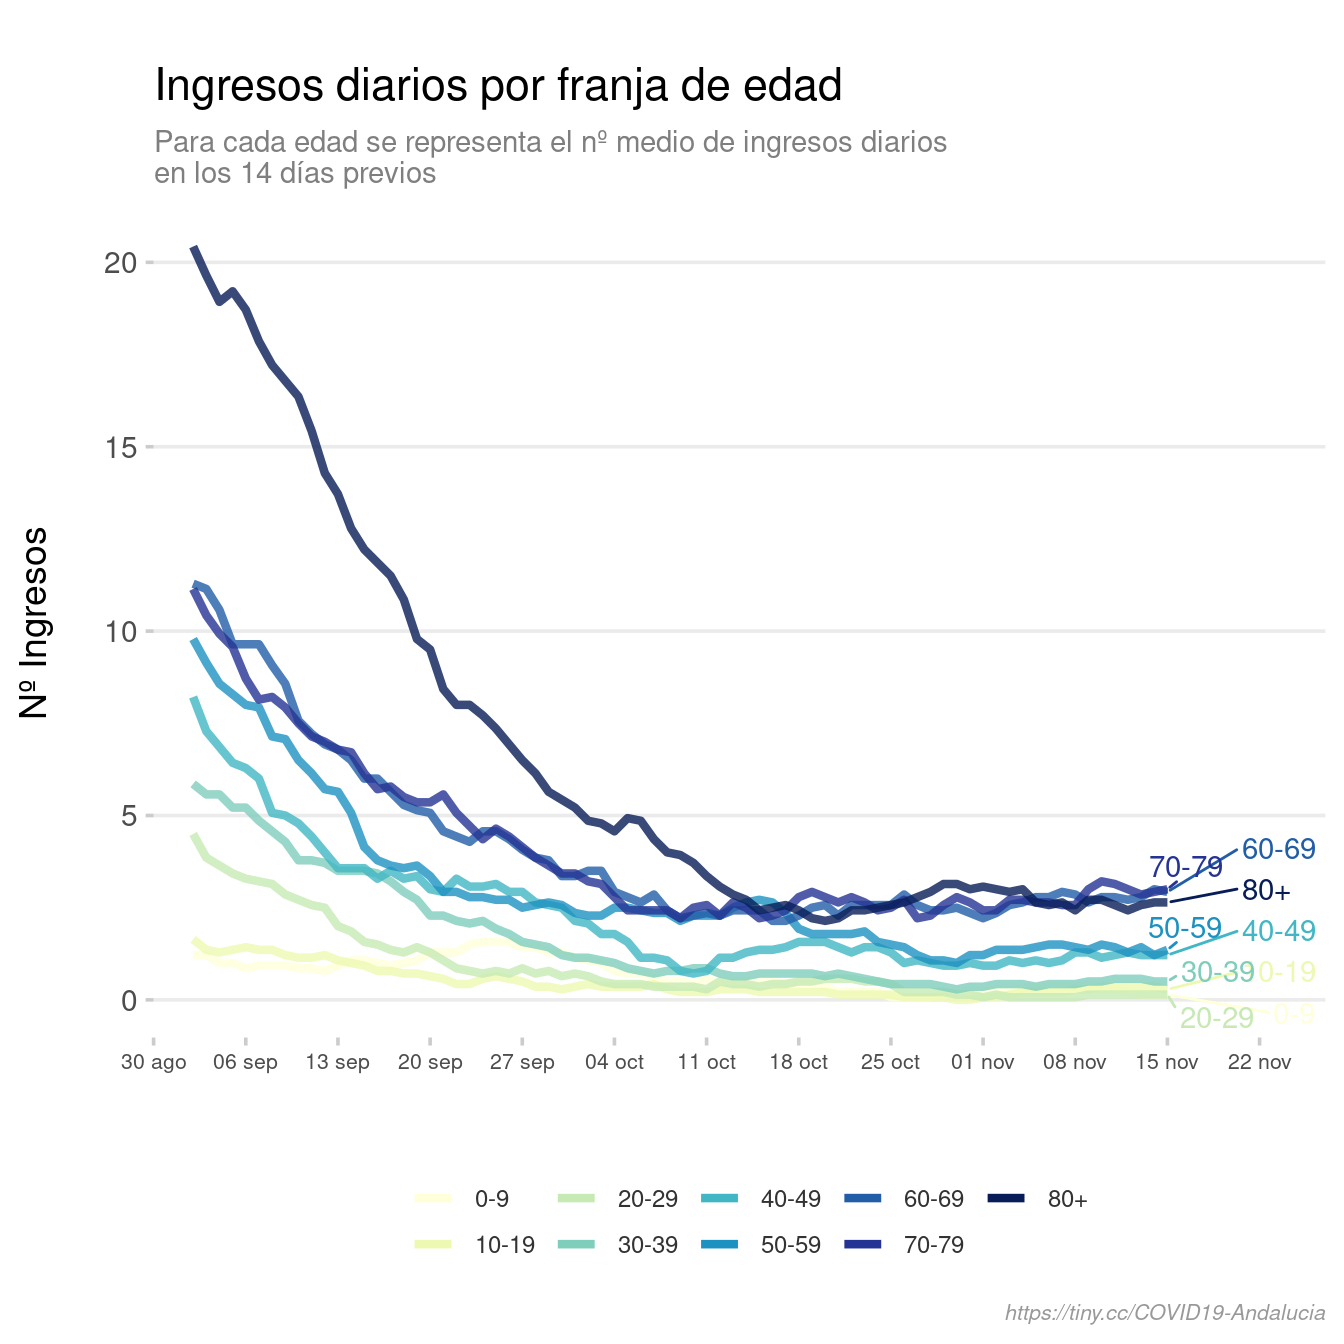 Ingresos diarios por franja de edad
Para cada edad se representa el nº medio de ingresos diarios
en los 14 días previos
Nº Ingresos
20
15
10
5
0
70-79
60-69
80+
50-59
40-49
30-39
10-19
20-29
0-9
30 ago
06 sep
13 sep
20 sep
27 sep
04 oct
11 oct
18 oct
25 oct
01 nov
08 nov
15 nov
22 nov
0-9
20-29
40-49
60-69
80+
10-19
30-39
50-59
70-79
https://tiny.cc/COVID19-Andalucia